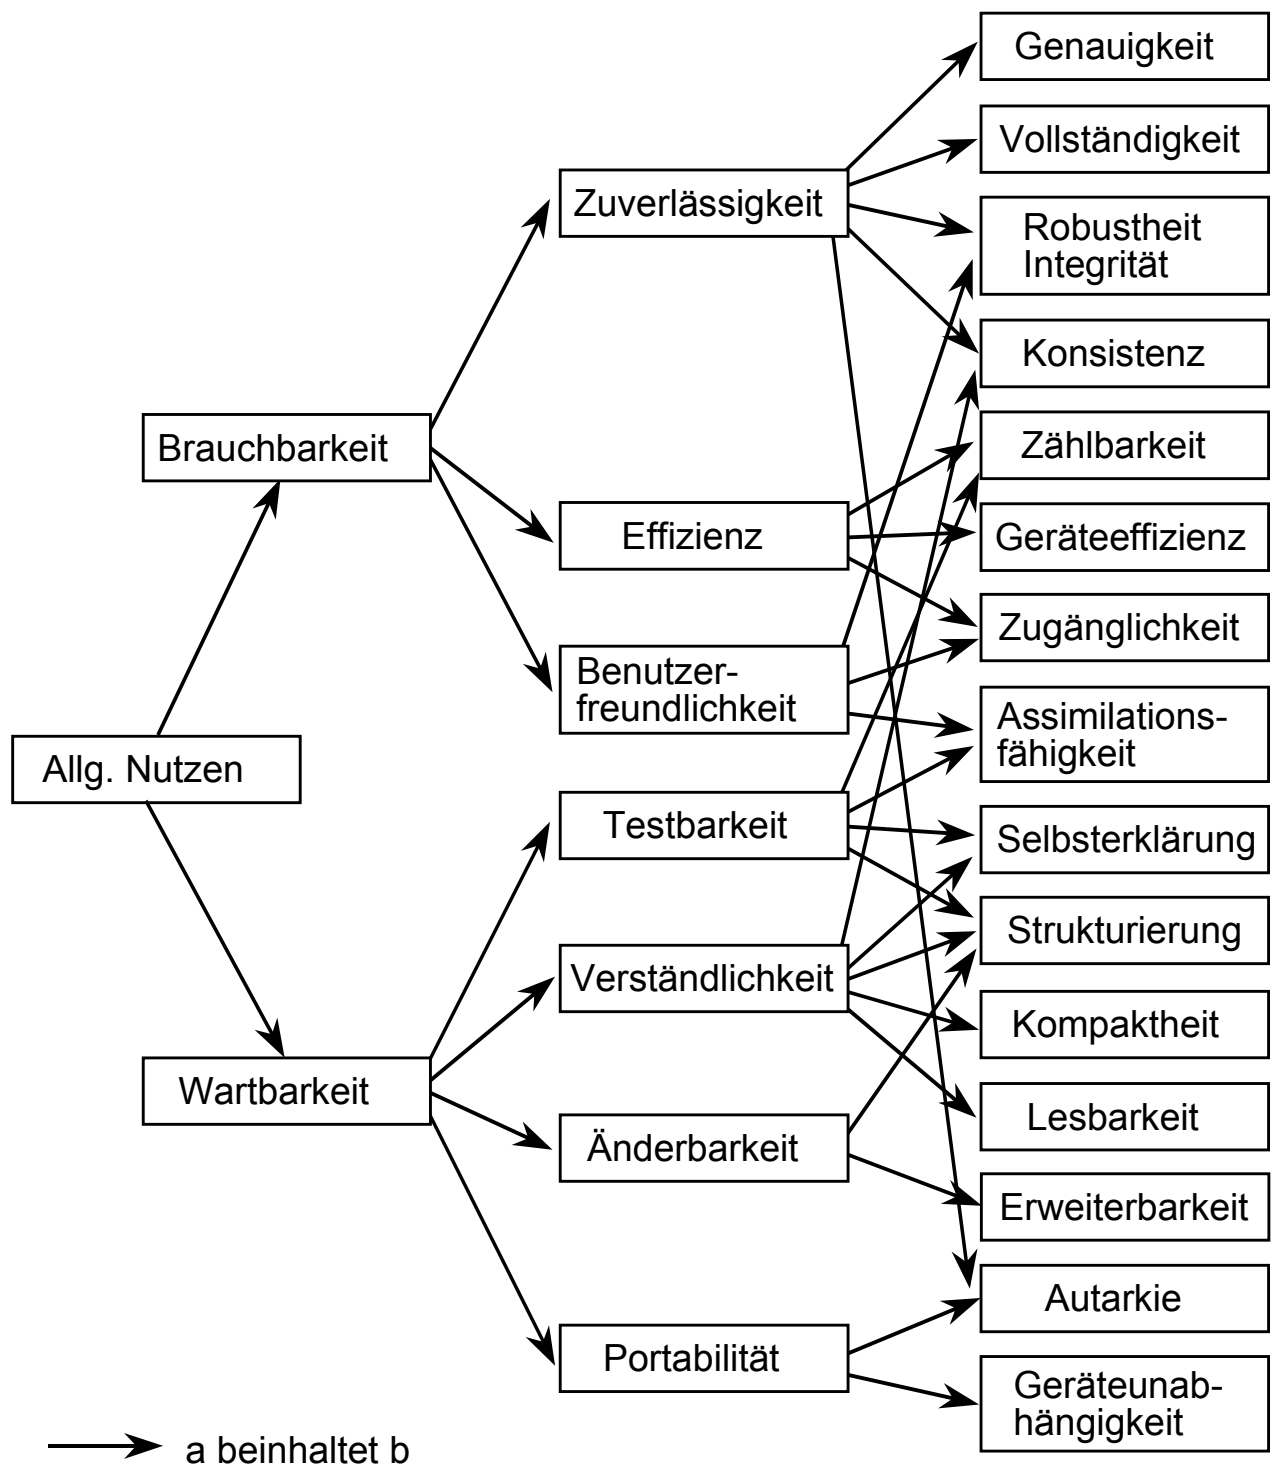 Genauigkeit
Vollständigkeit
Zuverlässigkeit
Robustheit
Integrität
Konsistenz
Brauchbarkeit
Zählbarkeit
Effizienz
Geräteeffizienz
Zugänglichkeit
Benutzer-
freundlichkeit
Assimilations-
fähigkeit
Allg. Nutzen
Testbarkeit
Selbsterklärung
Strukturierung
Verständlichkeit
Kompaktheit
Wartbarkeit
Lesbarkeit
Änderbarkeit
Erweiterbarkeit
Autarkie
Portabilität
Geräteunab-
hängigkeit
a beinhaltet b